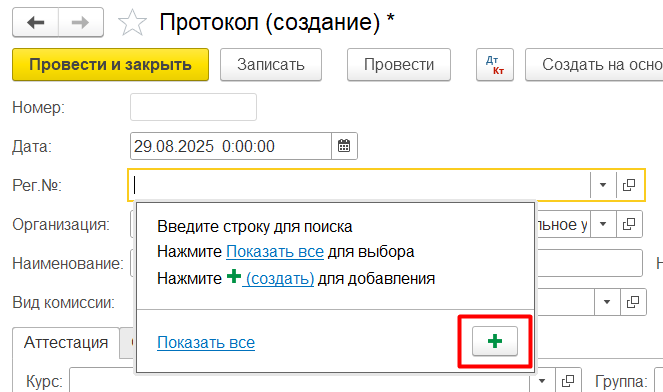 Протокол (создание) *
Провести и закрыть Записать Провести Дт Кт Создать на осно
Номер:
Дата: 29.08.2025 0:00:00
Рег.№:
Введите строку для поиска
Организация: льное у
Нажмите Показать все для выбора
Наименование:
Нажмите (создать) для добавления
Вид комиссии:
Аттестация
Показать все
Курс: Группа: